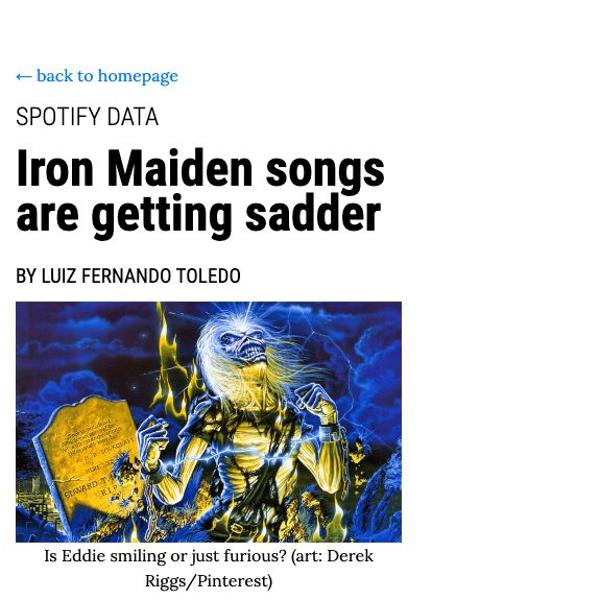 ← back to homepage
SPOTIFY DATA
Iron Maiden songs
are getting sadder
BY LUIZ FERNANDO TOLEDO
EDWARD T
R.I.P.
Is Eddie smiling or just furious? (art: Derek
Riggs/Pinterest)